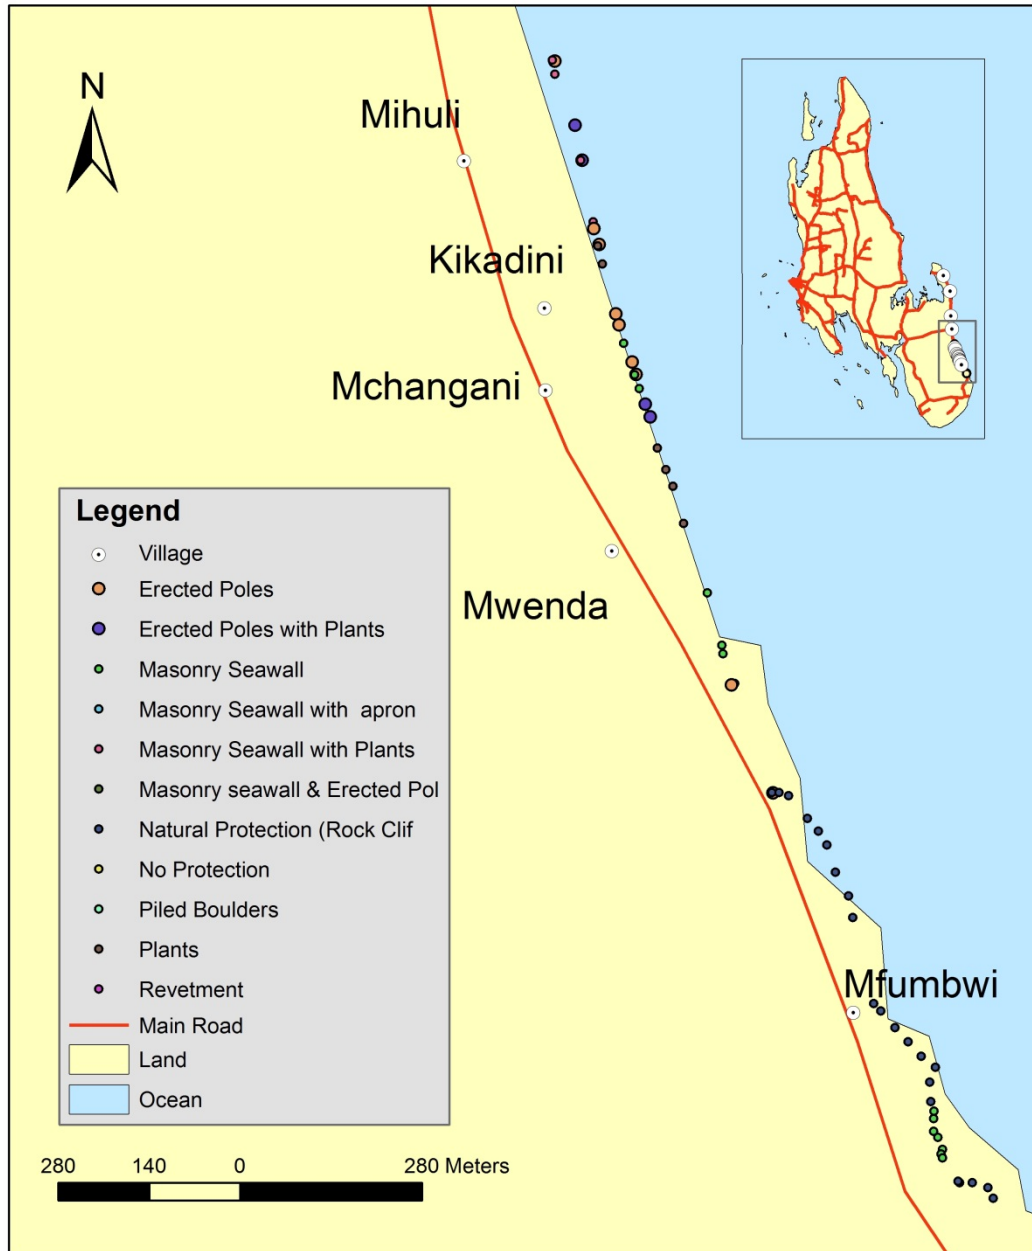 N
Mihuli
Kikadini
Mchangani
Legend
Village
Erected Poles
Erected Poles with Plants
Masonry Seawall
Masonry Seawall with apron
Masonry Seawall with Plants
Masonry seawall & Erected Pol
Natural Protection (Rock Clif
No Protection
Piled Boulders
Plants
Revetment
Main Road
Land
Ocean
Mwenda
Mfumbwi
280 140 0 280 Meters